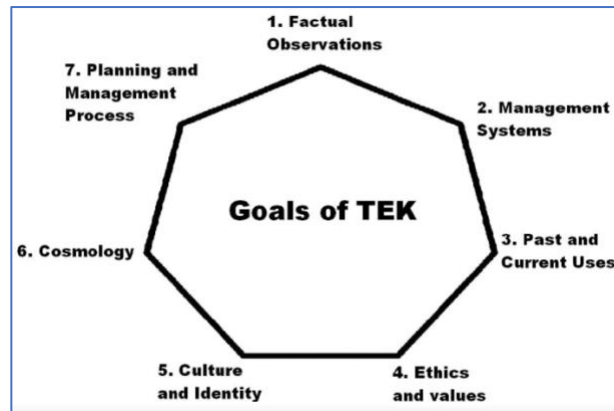 1. Factual
Observations
2. Management
Systems
3. Past and
Current Uses
4. Ethics
and values
5. Culture
and Identity
6. Cosmology
7. Planning and
Management
Process
Goals of TEK